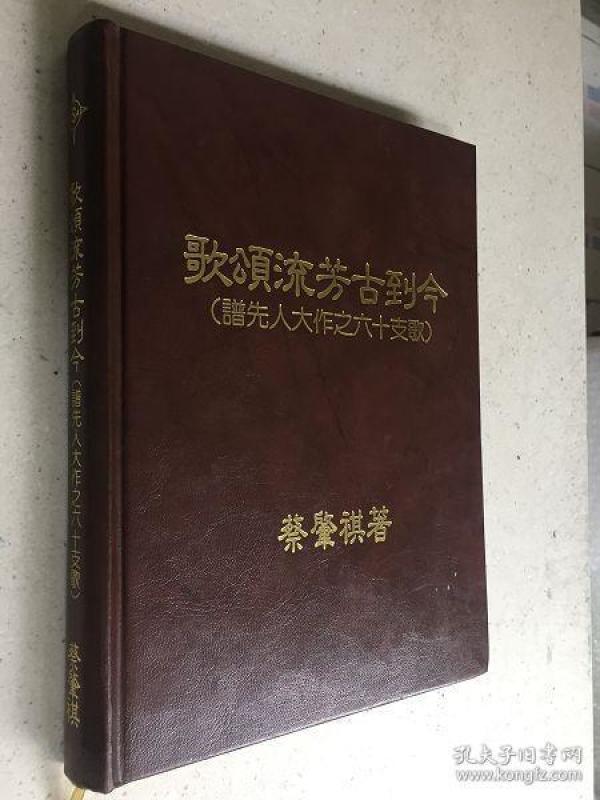 歌頌流芳古到今
(譜先人大作之六十支歌)
蔡肇祺著
歌頌流芳古到今(譜先人大作之六十支歌) 蔡肇祺
孔夫子旧书网
www.kongfz.com